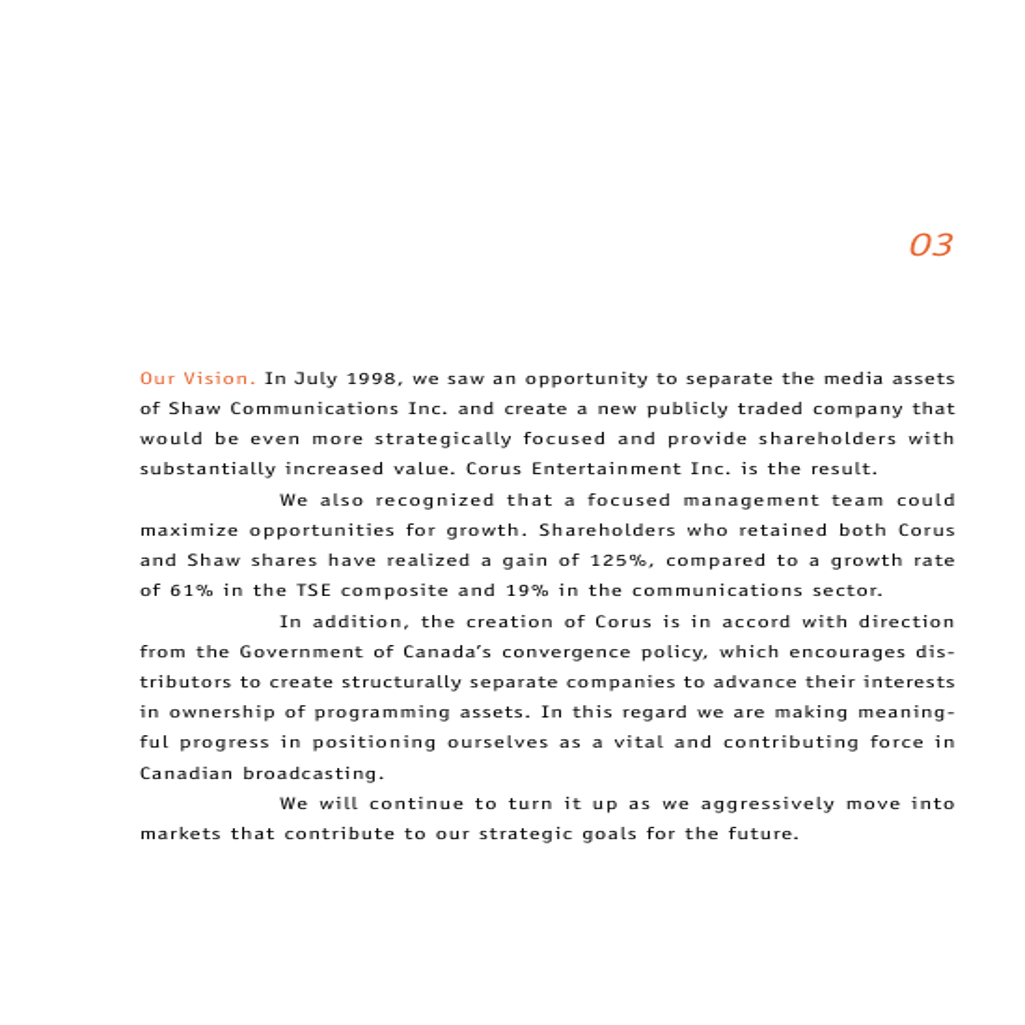 03
Our Vision. In July 1998, we saw an opportunity to separate the media assets
of Shaw Communications Inc. and create a new publicly traded company that
would be even more strategically focused and provide shareholders with
substantially increased value. Corus Entertainment Inc. is the result.
We also recognized that a focused management team could
maximize opportunities for growth. Shareholders who retained both Corus
and Shaw shares have realized a gain of 125%, compared to a growth rate
of 61% in the TSE composite and 19% in the communications sector.
In addition, the creation of Corus is in accord with direction
from the Government of Canada’s convergence policy, which encourages dis-
tributors to create structurally separate companies to advance their interests
in ownership of programming assets. In this regard we are making meaning-
ful progress in positioning ourselves as a vital and contributing force in
Canadian broadcasting.
We will continue to turn it up as we aggressively move into
markets that contribute to our strategic goals for the future.